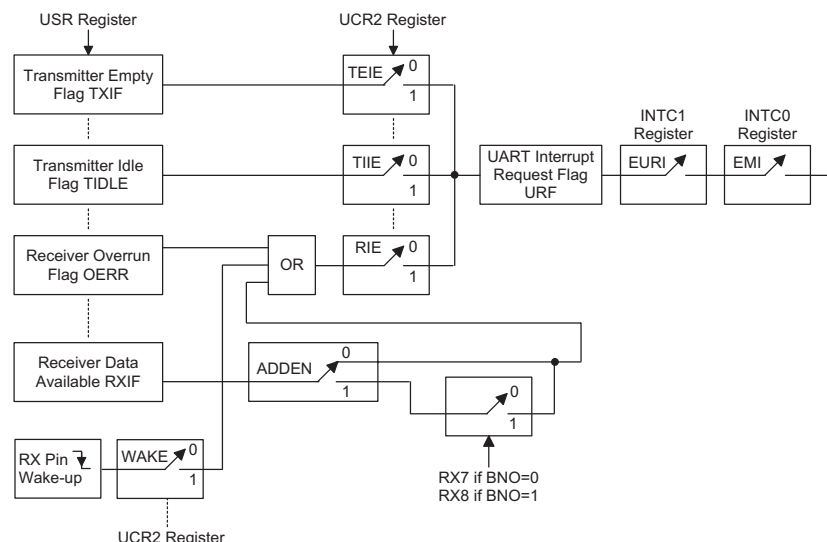 USR Register
UCR2 Register
Transmitter Empty
Flag TXIF
TEIE
0
1
INTC1
Register
INTC0
Register
Transmitter Idle
Flag TIDLE
TIIE
0
1
UART Interrupt
Request Flag
URF
EURI
EMI
Receiver Overrun
Flag OERR
OR
RIE
0
1
Receiver Data
Available RXIF
ADDEN
0
1
0
1
RX Pin
Wake-up
WAKE
0
1
RX7 if BNO=0
RX8 if BNO=1
UCR2 Register